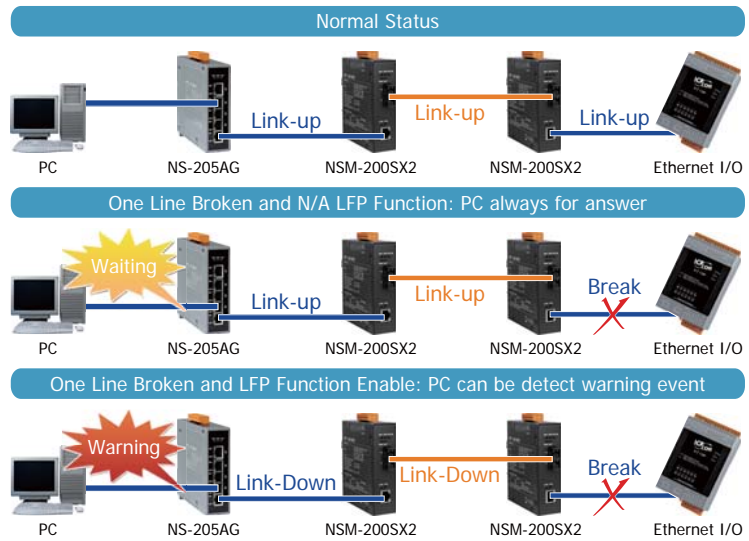 Normal Status
Link-up Link-up Link-up
PC NS-205AG NSM-200SX2 NSM-200SX2 Ethernet I/O
One Line Broken and N/A LFP Function: PC always for answer
Waiting
Link-up Link-up Break
PC NS-205AG NSM-200SX2 NSM-200SX2 Ethernet I/O
One Line Broken and LFP Function Enable: PC can be detect warning event
Warning
Link-Down Link-Down Break
PC NS-205AG NSM-200SX2 NSM-200SX2 Ethernet I/O